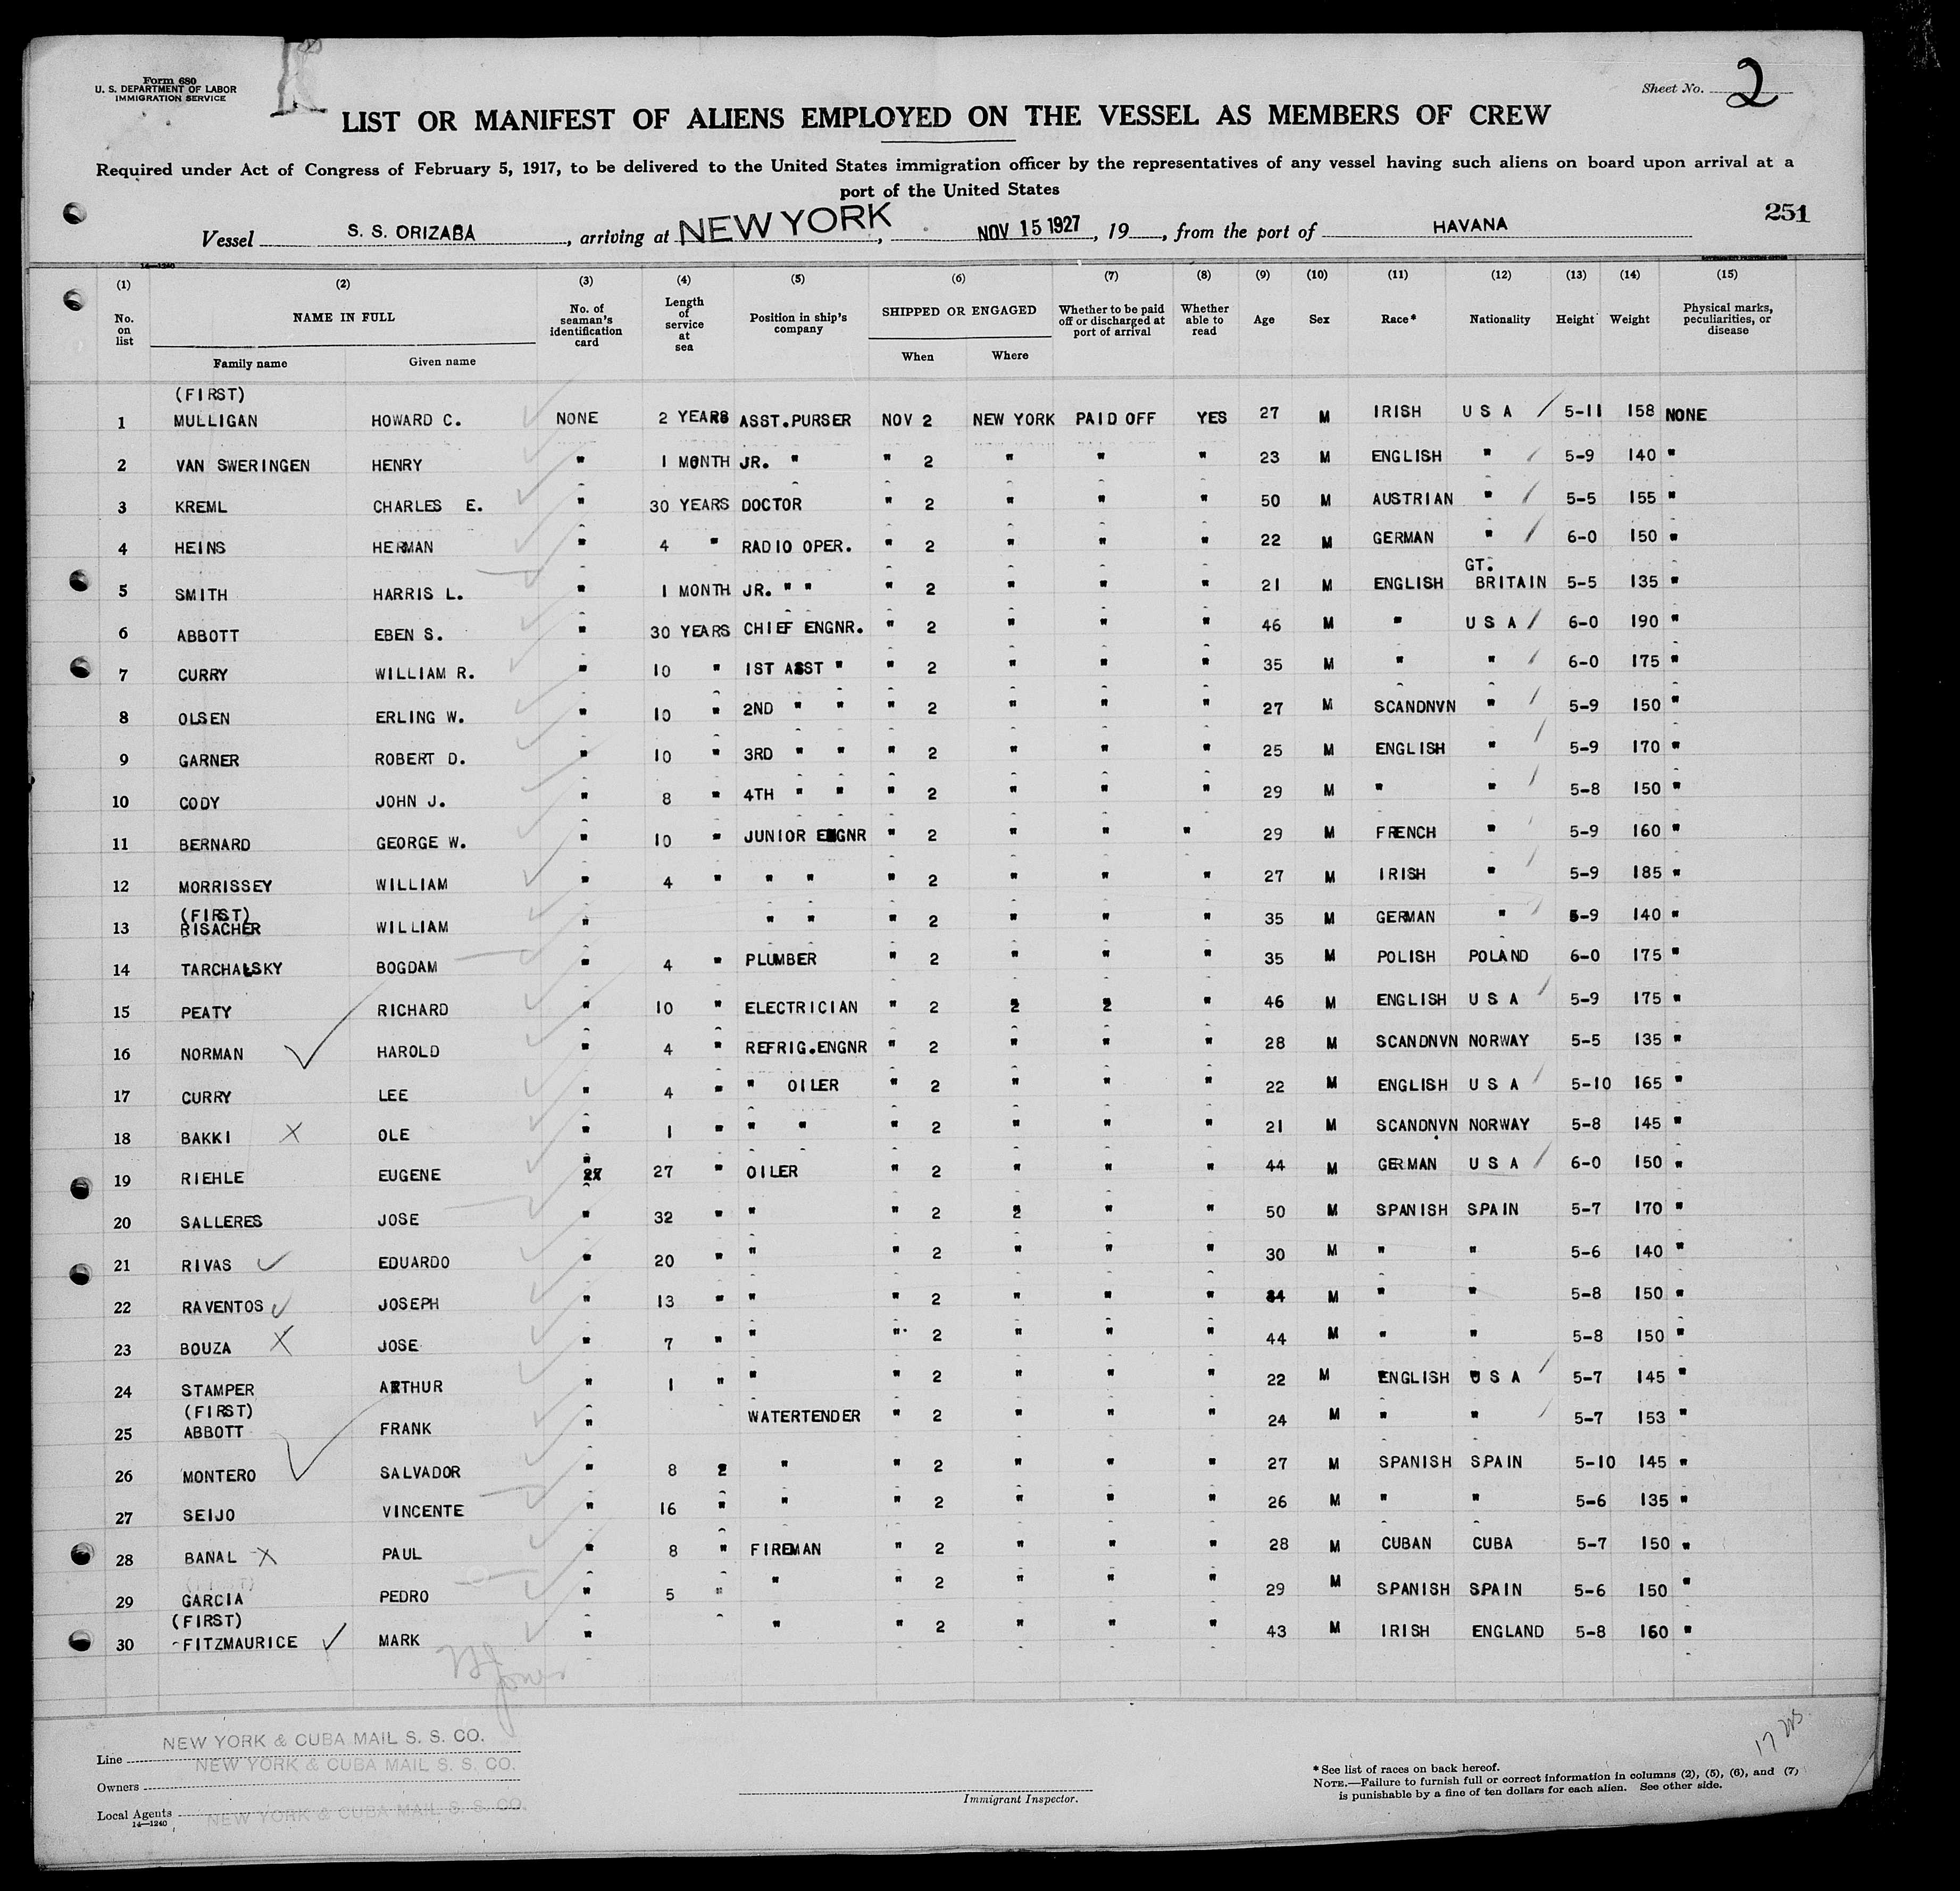 Form 680
U. S. DEPARTMENT OF LABOR
IMMIGRATION SERVICE
Sheet No. 2
LIST OR MANIFEST OF ALIENS EMPLOYED ON THE VESSEL AS MEMBERS OF CREW
Required under Act of Congress of February 5, 1917, to be delivered to the United States immigration officer by the representatives of any vessel having such aliens on board upon arrival at a
port of the United States
251
Vessel S. S. ORIZABA, arriving at NEW YORK, NOV 15 1927, 19, from the port of HAVANA
14—1240
(1) (2) (3) (4) (5) (6) (7) (8) (9) (10) (11) (12) (13) (14) (15)
No. on list NAME IN FULL No. of seaman's identification card Length of service at sea Position in ship's company SHIPPED OR ENGAGED Whether to be paid off or discharged at port of arrival Whether able to read Age Sex Race* Nationality Height Weight Physical marks, peculiarities, or disease
Family name Given name When Where
(FIRST)
1 MULLIGAN HOWARD C. NONE 2 YEARS ASST.PURSER NOV 2 NEW YORK PAID OFF YES 27 M IRISH U S A 5-11 158 NONE
2 VAN SWERINGEN HENRY " 1 MONTH JR. " " 2 " " " 23 M ENGLISH " 5-9 140 "
3 KREML CHARLES E. " 30 YEARS DOCTOR " 2 " " " 50 M AUSTRIAN " 5-5 155 "
4 HEINS HERMAN " 4 " RADIO OPER. " 2 " " " 22 M GERMAN " 6-0 150 "
GT.
5 SMITH HARRIS L. " 1 MONTH JR. " " " 2 " " " 21 M ENGLISH BRITAIN 5-5 135 "
6 ABBOTT EBEN S. " 30 YEARS CHIEF ENGNR. " 2 " " " 46 M " U S A 6-0 190 "
7 CURRY WILLIAM R. " 10 " 1ST ASST " " 2 " " " 35 M " " 6-0 175 "
8 OLSEN ERLING W. " 10 " 2ND " " " 2 " " " 27 M SCANDNVN " 5-9 150 "
9 GARNER ROBERT D. " 10 " 3RD " " " 2 " " " 25 M ENGLISH " 5-9 170 "
10 CODY JOHN J. " 8 " 4TH " " " 2 " " " 29 M " " 5-8 150 "
11 BERNARD GEORGE W. " 10 " JUNIOR ENGNR " 2 " " " 29 M FRENCH " 5-9 160 "
12 MORRISSEY WILLIAM " 4 " " " " 2 " " " 27 M IRISH " 5-9 185 "
(FIRST)
13 RISACHER WILLIAM " " " " 2 " " " 35 M GERMAN " 5-9 140 "
14 TARCHALSKY BOGDAM " 4 " PLUMBER " 2 " " " 35 M POLISH POLAND 6-0 175 "
15 PEATY RICHARD " 10 " ELECTRICIAN " 2 2 2 " 46 M ENGLISH U S A 5-9 175 "
16 NORMAN HAROLD " 4 " REFRIG.ENGNR " 2 " " " 28 M SCANDNVN NORWAY 5-5 135 "
17 CURRY LEE " 4 " " OILER " 2 " " " 22 M ENGLISH U S A 5-10 165 "
18 BAKKI X OLE " 1 " " " " 2 " " " 21 M SCANDNVN NORWAY 5-8 145 "
19 RIEHLE EUGENE " 27 " OILER " 2 " " " 44 M GERMAN U S A 6-0 150 "
20 SALLERES JOSE " 32 " " " 2 2 " " 50 M SPANISH SPAIN 5-7 170 "
21 RIVAS EDUARDO " 20 " " " 2 " " " 30 M " " 5-6 140 "
22 RAVENTOS JOSEPH " 13 " " " 2 " " " 34 M " " 5-8 150 "
23 BOUZA X JOSE " 7 " " " 2 " " " 44 M " " 5-8 150 "
24 STAMPER ARTHUR " 1 " " " 2 " " " 22 M ENGLISH U S A 5-7 145 "
(FIRST)
25 ABBOTT FRANK " WATERTENDER " 2 " " " 24 M " " 5-7 153 "
26 MONTERO SALVADOR " 8 2 " " 2 " " " 27 M SPANISH SPAIN 5-10 145 "
27 SEIJO VINCENTE " 16 " " " 2 " " " 26 M " " 5-6 135 "
28 BANAL X PAUL " 8 " FIREMAN " 2 " " " 28 M CUBAN CUBA 5-7 150 "
29 GARCIA PEDRO " 5 " " " 2 " " " 29 M SPANISH SPAIN 5-6 150 "
(FIRST)
30 FITZMAURICE MARK " " " 2 " " " 43 M IRISH ENGLAND 5-8 160 "
Line NEW YORK & CUBA MAIL S. S. CO.
Owners NEW YORK & CUBA MAIL S. S. CO.
Local Agents NEW YORK & CUBA MAIL S. S. CO.
14—1240
Immigrant Inspector.
* See list of races on back hereof.
NOTE.—Failure to furnish full or correct information in columns (2), (5), (6), and (7)
is punishable by a fine of ten dollars for each alien. See other side.